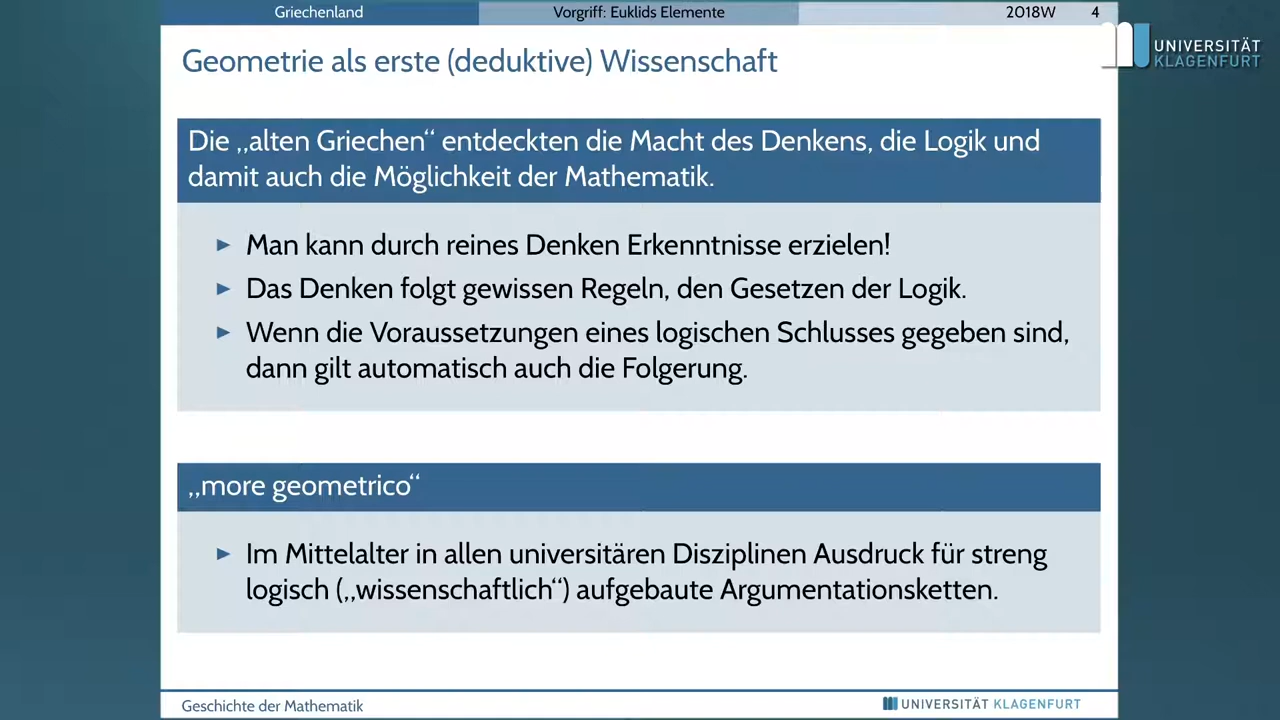 Griechenland Vorgriff: Euklids Elemente 2018W 4
UNIVERSITÄT
KLAGENFURT
Geometrie als erste (deduktive) Wissenschaft
Die „alten Griechen“ entdeckten die Macht des Denkens, die Logik und
damit auch die Möglichkeit der Mathematik.
► Man kann durch reines Denken Erkenntnisse erzielen!
► Das Denken folgt gewissen Regeln, den Gesetzen der Logik.
► Wenn die Voraussetzungen eines logischen Schlusses gegeben sind,
dann gilt automatisch auch die Folgerung.
„more geometrico“
► Im Mittelalter in allen universitären Disziplinen Ausdruck für streng
logisch („wissenschaftlich“) aufgebaute Argumentationsketten.
Geschichte der Mathematik UNIVERSITÄT KLAGENFURT